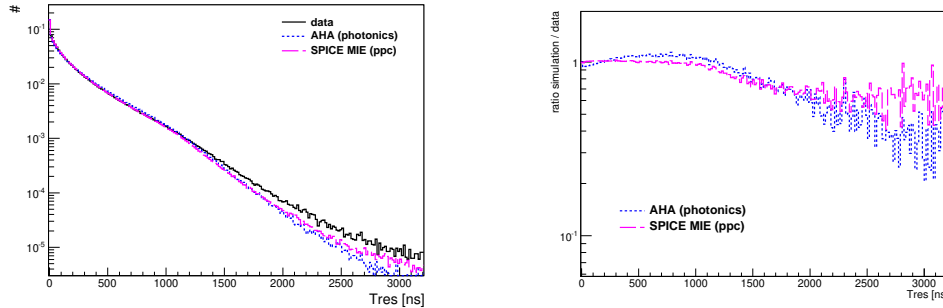 #
data
AHA (photonics)
SPICE MIE (ppc)
10-1
10-2
10-3
10-4
10-5
0 500 1000 1500 2000 2500 3000
Tres [ns]
ratio simulation / data
1
10-1
AHA (photonics)
SPICE MIE (ppc)
0 500 1000 1500 2000 2500 3000
Tres [ns]